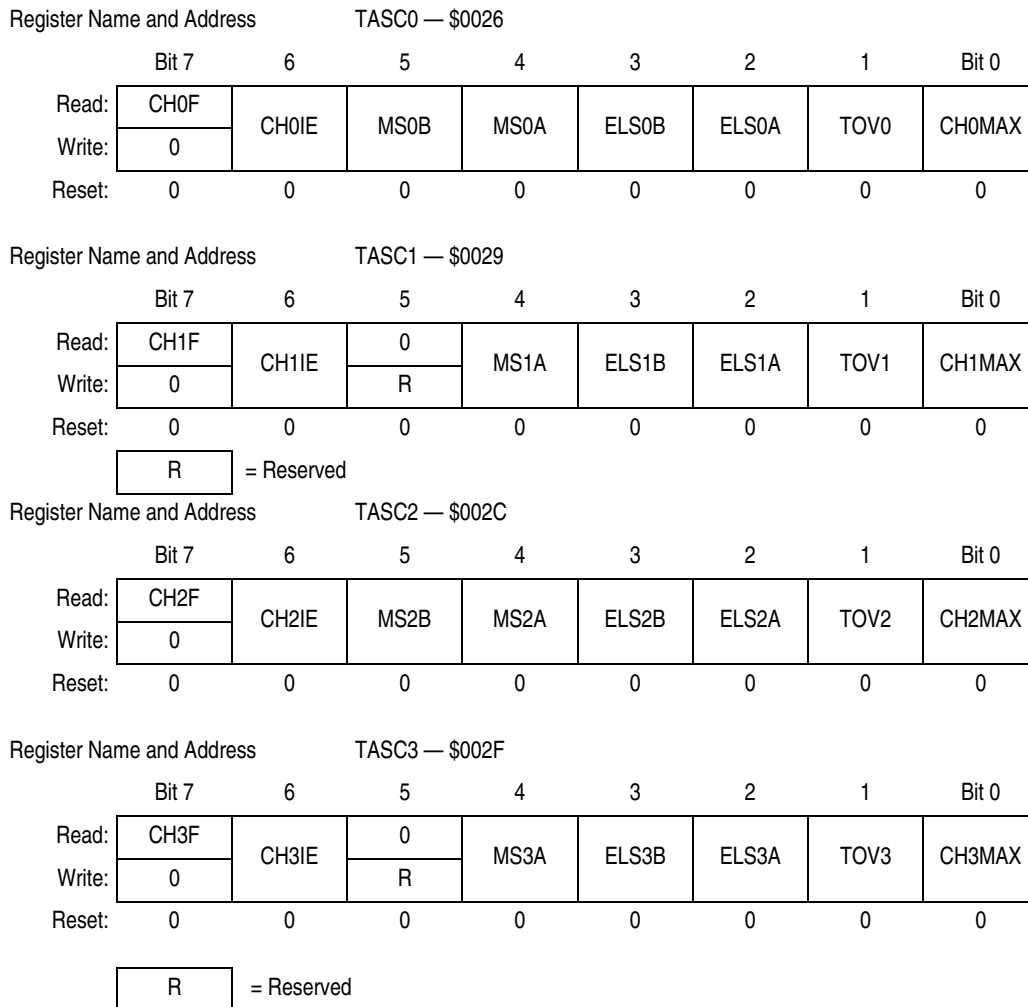 Register Name and Address TASC0 — $0026
Bit 7 6 5 4 3 2 1 Bit 0
Read: CH0F CH0IE MS0B MS0A ELS0B ELS0A TOV0 CH0MAX
Write: 0
Reset: 0 0 0 0 0 0 0 0
Register Name and Address TASC1 — $0029
Bit 7 6 5 4 3 2 1 Bit 0
Read: CH1F CH1IE 0 MS1A ELS1B ELS1A TOV1 CH1MAX
Write: 0 R
Reset: 0 0 0 0 0 0 0 0
R = Reserved
Register Name and Address TASC2 — $002C
Bit 7 6 5 4 3 2 1 Bit 0
Read: CH2F CH2IE MS2B MS2A ELS2B ELS2A TOV2 CH2MAX
Write: 0
Reset: 0 0 0 0 0 0 0 0
Register Name and Address TASC3 — $002F
Bit 7 6 5 4 3 2 1 Bit 0
Read: CH3F CH3IE 0 MS3A ELS3B ELS3A TOV3 CH3MAX
Write: 0 R
Reset: 0 0 0 0 0 0 0 0
R = Reserved